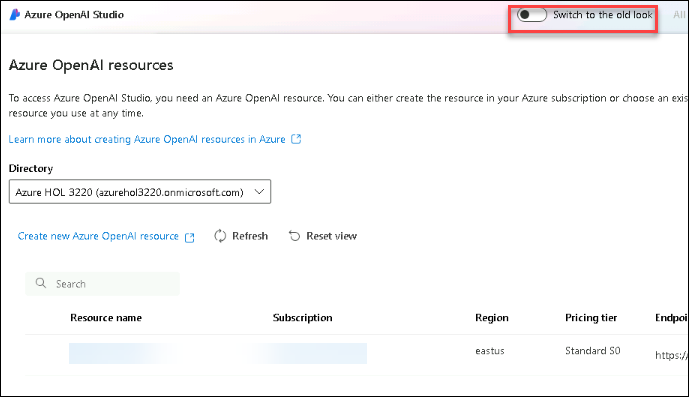 Azure OpenAI Studio
Switch to the old look
All
Azure OpenAI resources
To access Azure OpenAI Studio, you need an Azure OpenAI resource. You can either create the resource in your Azure subscription or choose an exis
resource you use at any time.
Learn more about creating Azure OpenAI resources in Azure
Directory
Azure HOL 3220 (azurehol3220.onmicrosoft.com)
Create new Azure OpenAI resource Refresh Reset view
Search
Resource name Subscription Region Pricing tier Endpoin
eastus Standard S0 https://